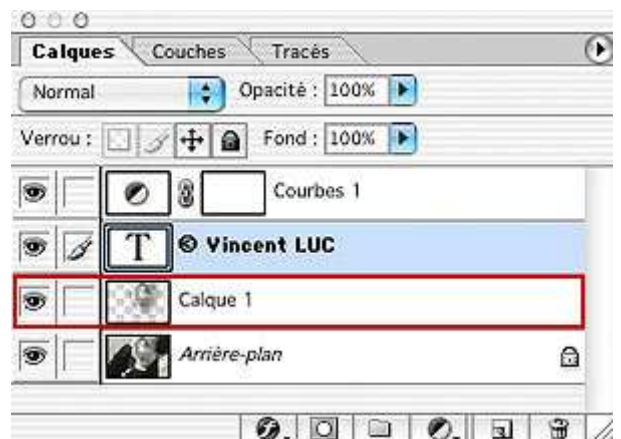 Calques Couches Tracés
Normal Opacité : 100%
Verrou : Fond : 100%
Courbes 1
T © Vincent LUC
Calque 1
Arrière-plan